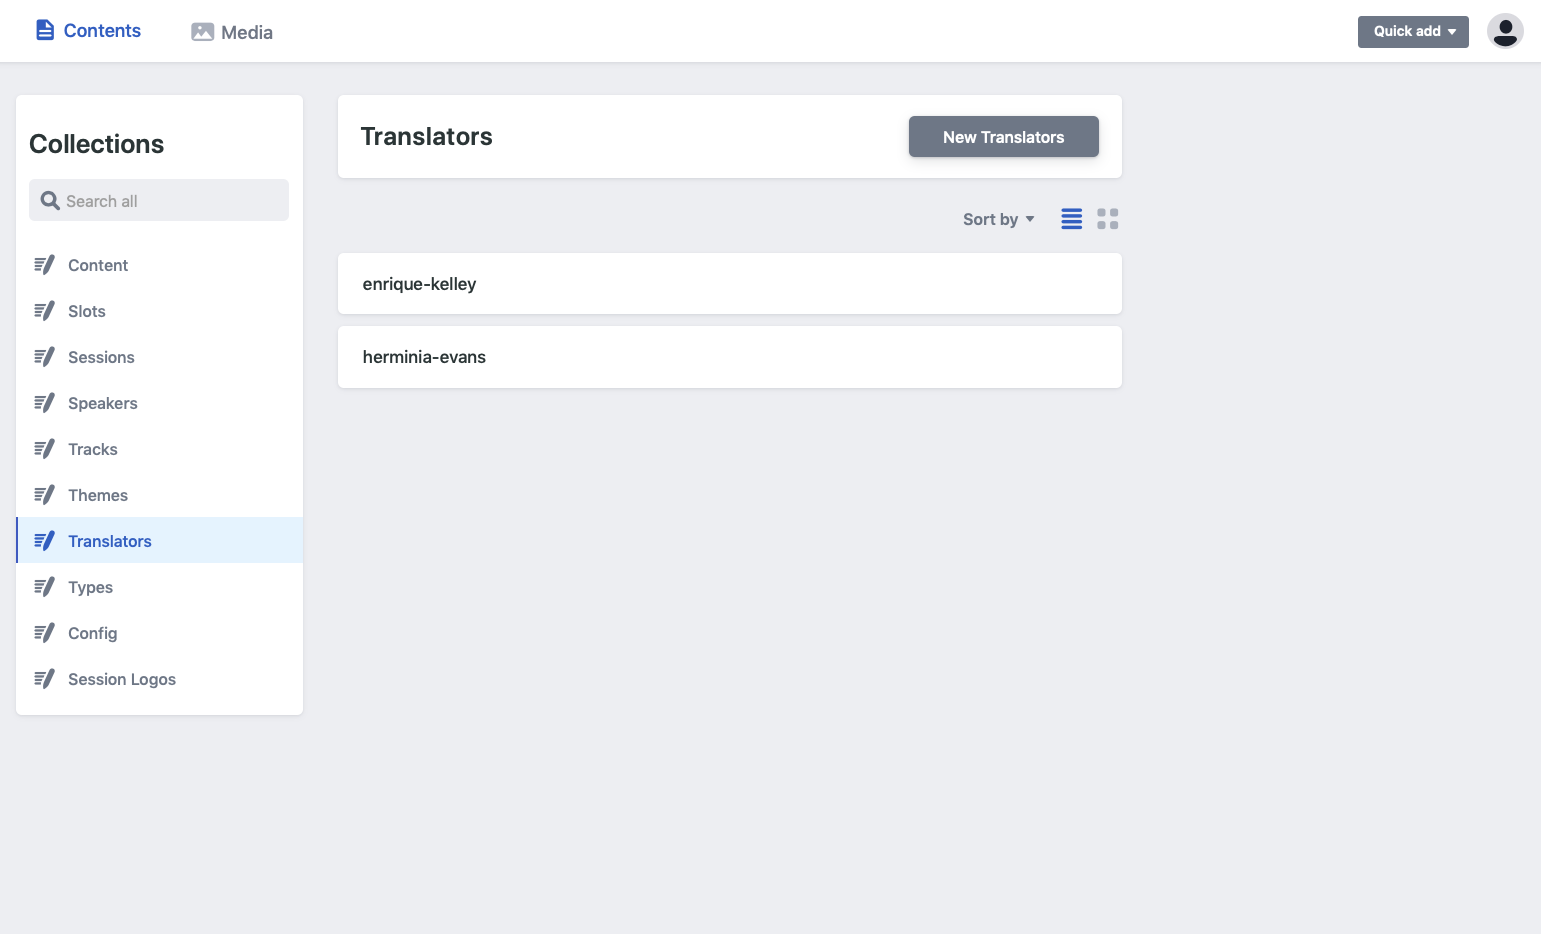 Contents
Media
Quick add
Collections
Search all
Content
Slots
Sessions
Speakers
Tracks
Themes
Translators
Types
Config
Session Logos
Translators
New Translators
Sort by
enrique-kelley
herminia-evans